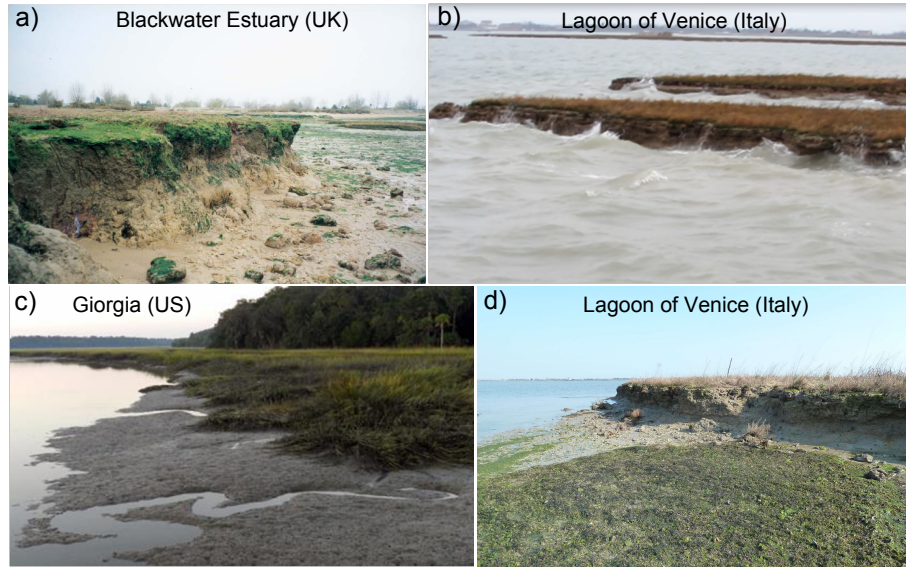 a) Blackwater Estuary (UK)
b) Lagoon of Venice (Italy)
c) Giorgia (US)
d) Lagoon of Venice (Italy)